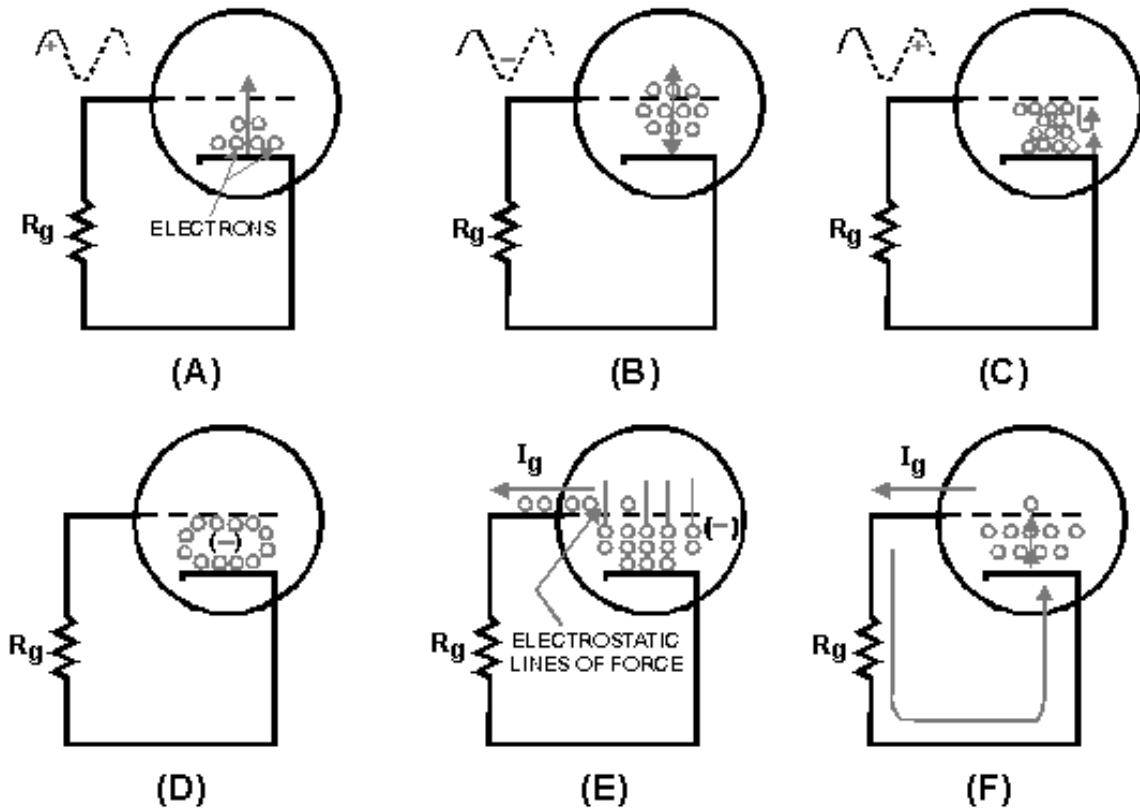 +
−
+
Rg
ELECTRONS
Rg
Rg
(A)
(B)
(C)
Ig
Ig
(−)
(−)
Rg
Rg
ELECTROSTATIC
LINES OF FORCE
Rg
(D)
(E)
(F)